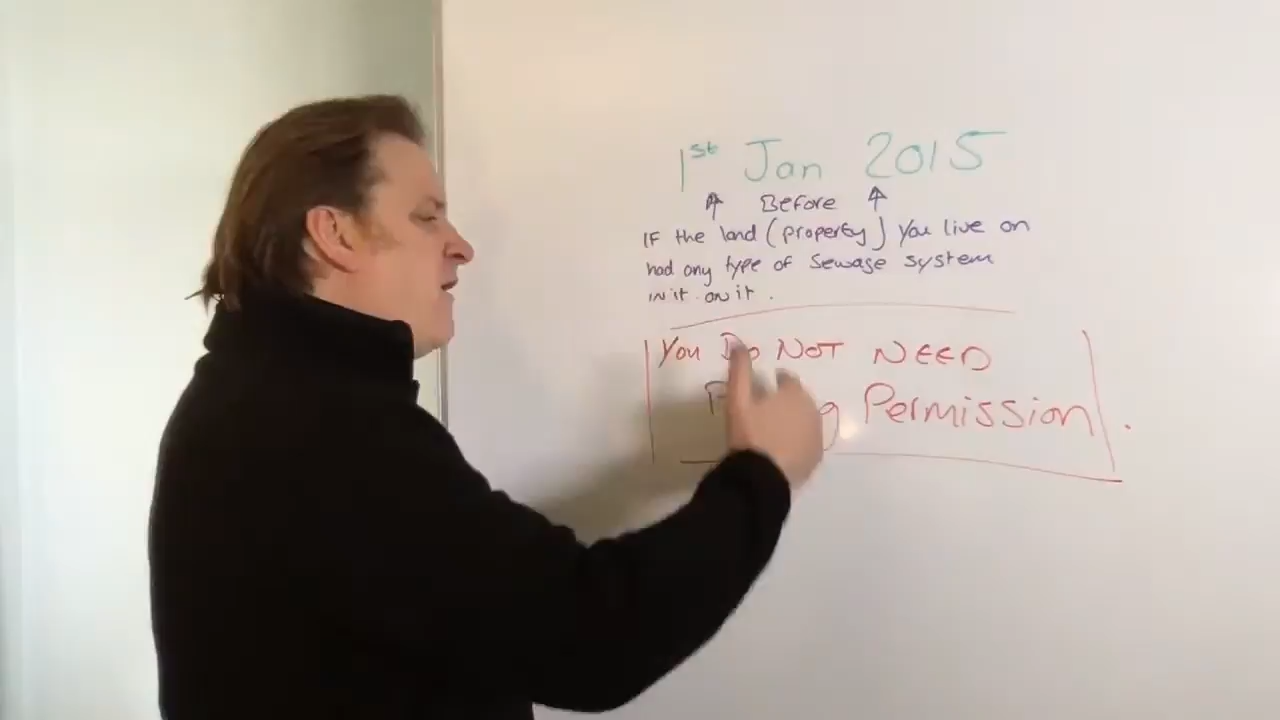 1st Jan 2015
Before
IF the land (property) you live on
had any type of Sewage system
in it. on it.
You Do NOT NEED
Permission.